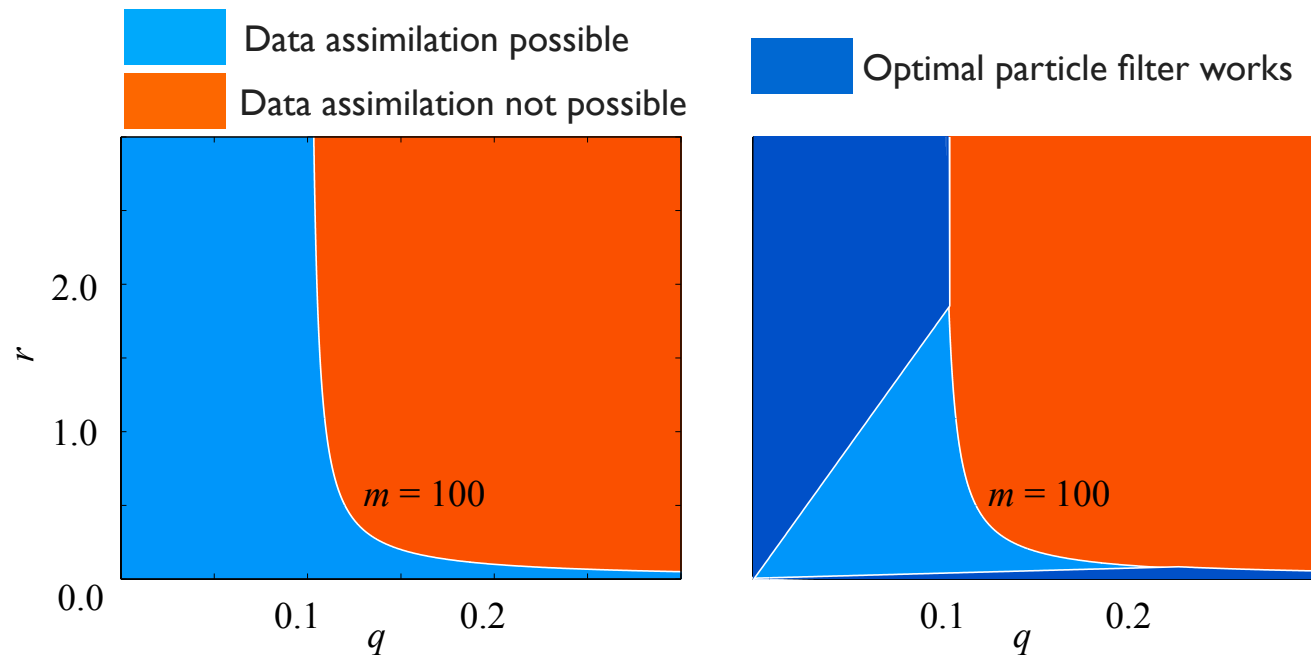 Data assimilation possible
Data assimilation not possible
Optimal particle filter works
2.0
r
1.0
m = 100
0.0
0.1
0.2
q
m = 100
0.1
0.2
q